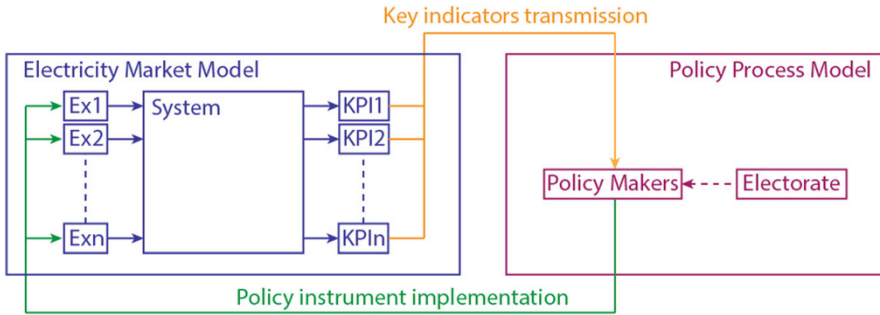 Key indicators transmission
Electricity Market Model
Policy Process Model
Ex1
System
KPI1
Ex2
KPI2
Policy Makers
Electorate
Exn
KPIn
Policy instrument implementation